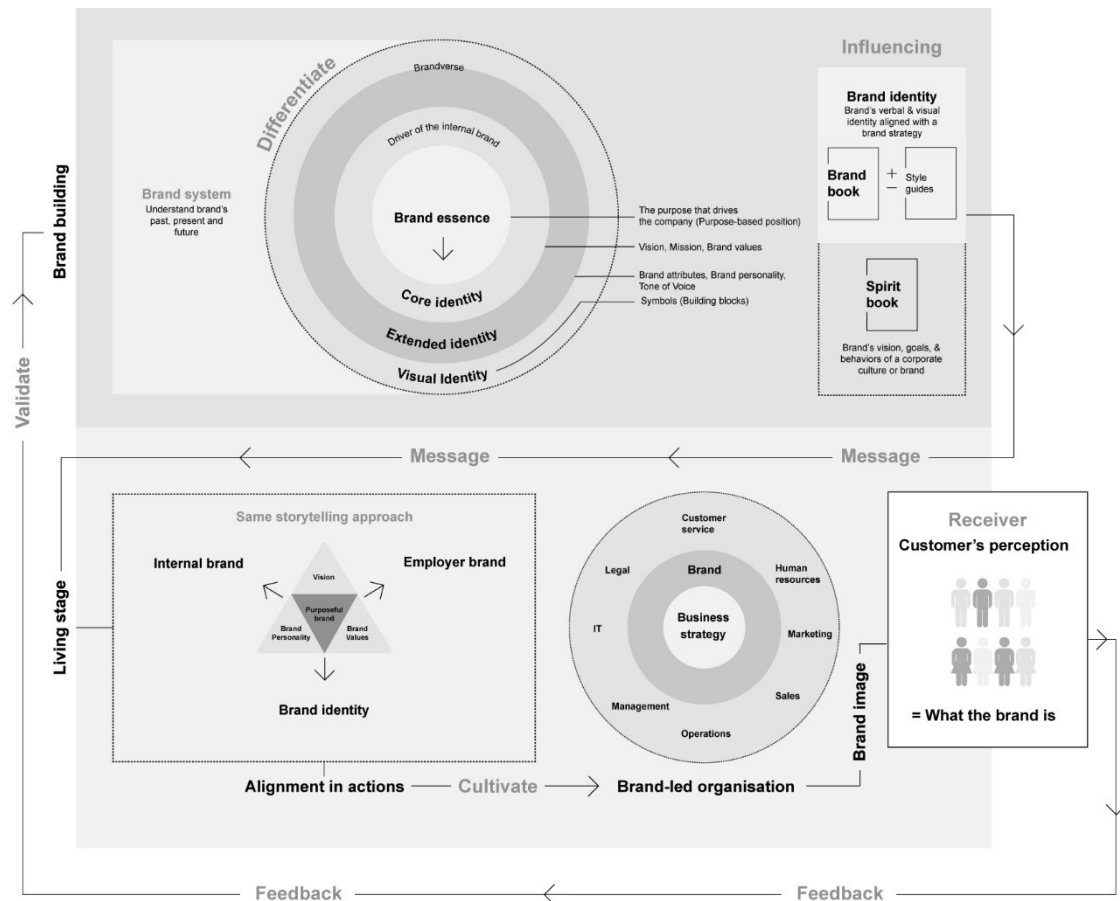 Influencing
Differentiate
Brandverse
Driver of the internal brand
Brand essence
Core identity
Extended identity
Visual Identity
Brand building
Brand system
Understand brand's
past, present and
future
The purpose that drives
the company (Purpose-based position)
Vision, Mission, Brand values
Brand attributes, Brand personality,
Tone of Voice
Symbols (Building blocks)
Brand identity
Brand's verbal & visual
identity aligned with a
brand strategy
Brand
book
+
−
Style
guides
Spirit
book
Brand's vision, goals, &
behaviors of a corporate
culture or brand
Validate
Message
Message
Living stage
Same storytelling approach
Internal brand
Employer brand
Vision
Purposeful
brand
Brand
Personality
Brand
Values
Brand identity
Alignment in actions
Cultivate
Brand-led organisation
Customer
service
Legal
Human
resources
Brand
Business
strategy
IT
Marketing
Sales
Management
Operations
Brand image
Receiver
Customer's perception
= What the brand is
Feedback
Feedback